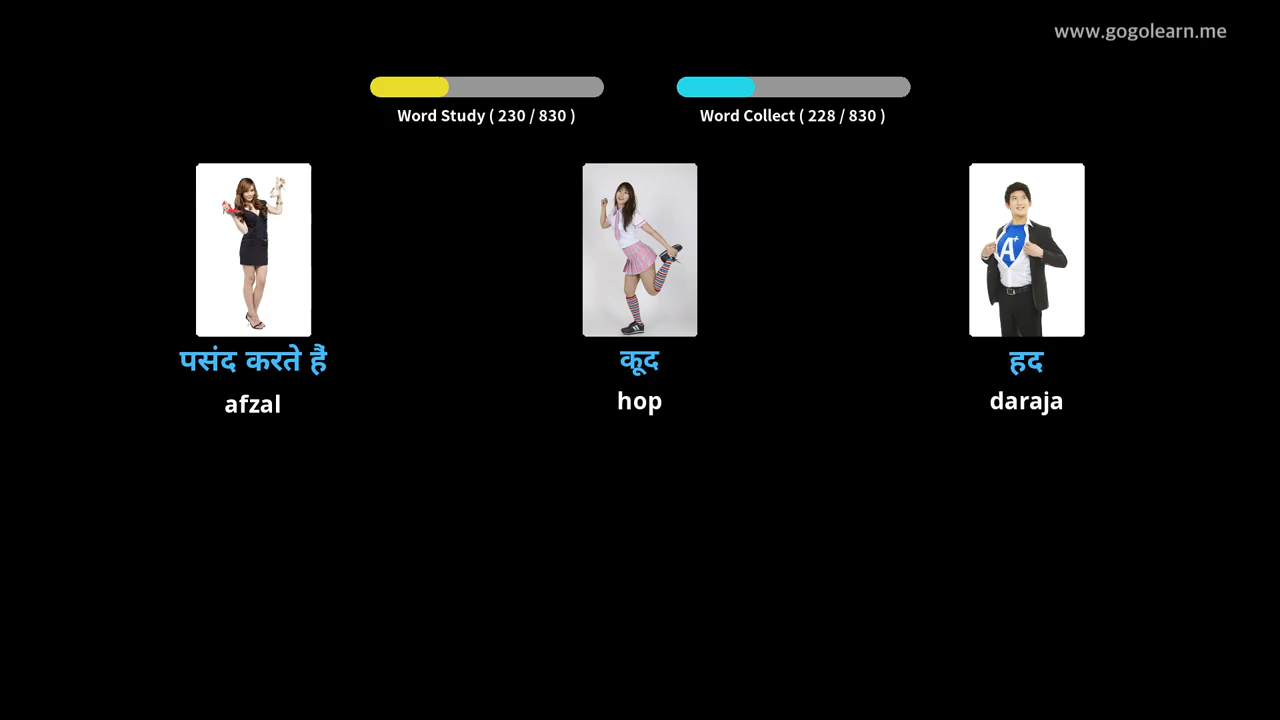 www.gogolearn.me
Word Study ( 230 / 830 )
Word Collect ( 228 / 830 )
A+
पसंद करते हैं
कूद
हद
afzal
hop
daraja